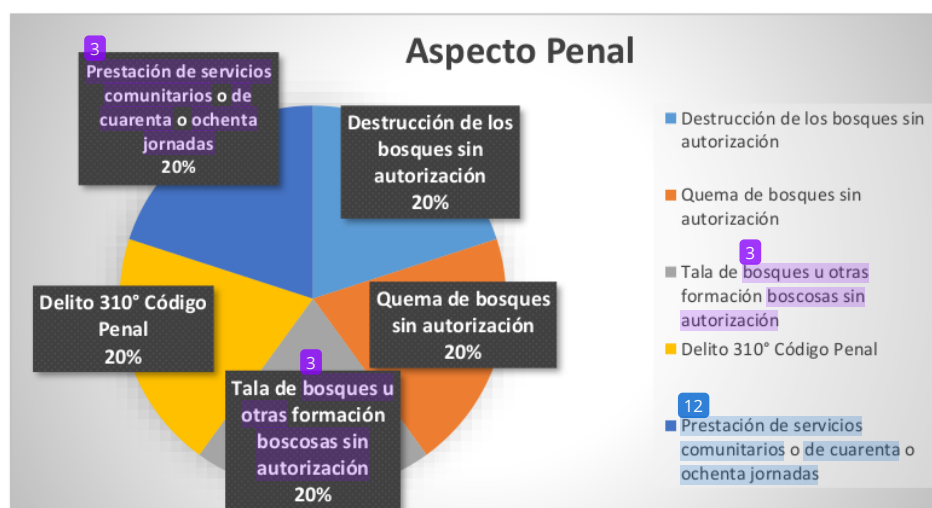 Aspecto Penal
3
Prestación de servicios
comunitarios o de
cuarenta o ochenta
jornadas
20%
Destrucción de los
bosques sin
autorización
20%
Delito 310° Código
Penal
20%
Quema de bosques
sin autorización
20%
3
Tala de bosques u
otras formación
boscosas sin
autorización
20%
Destrucción de los bosques sin
autorización
Quema de bosques sin
autorización
3
Tala de bosques u otras
formación boscosas sin
autorización
Delito 310° Código Penal
12
Prestación de servicios
comunitarios o de cuarenta o
ochenta jornadas